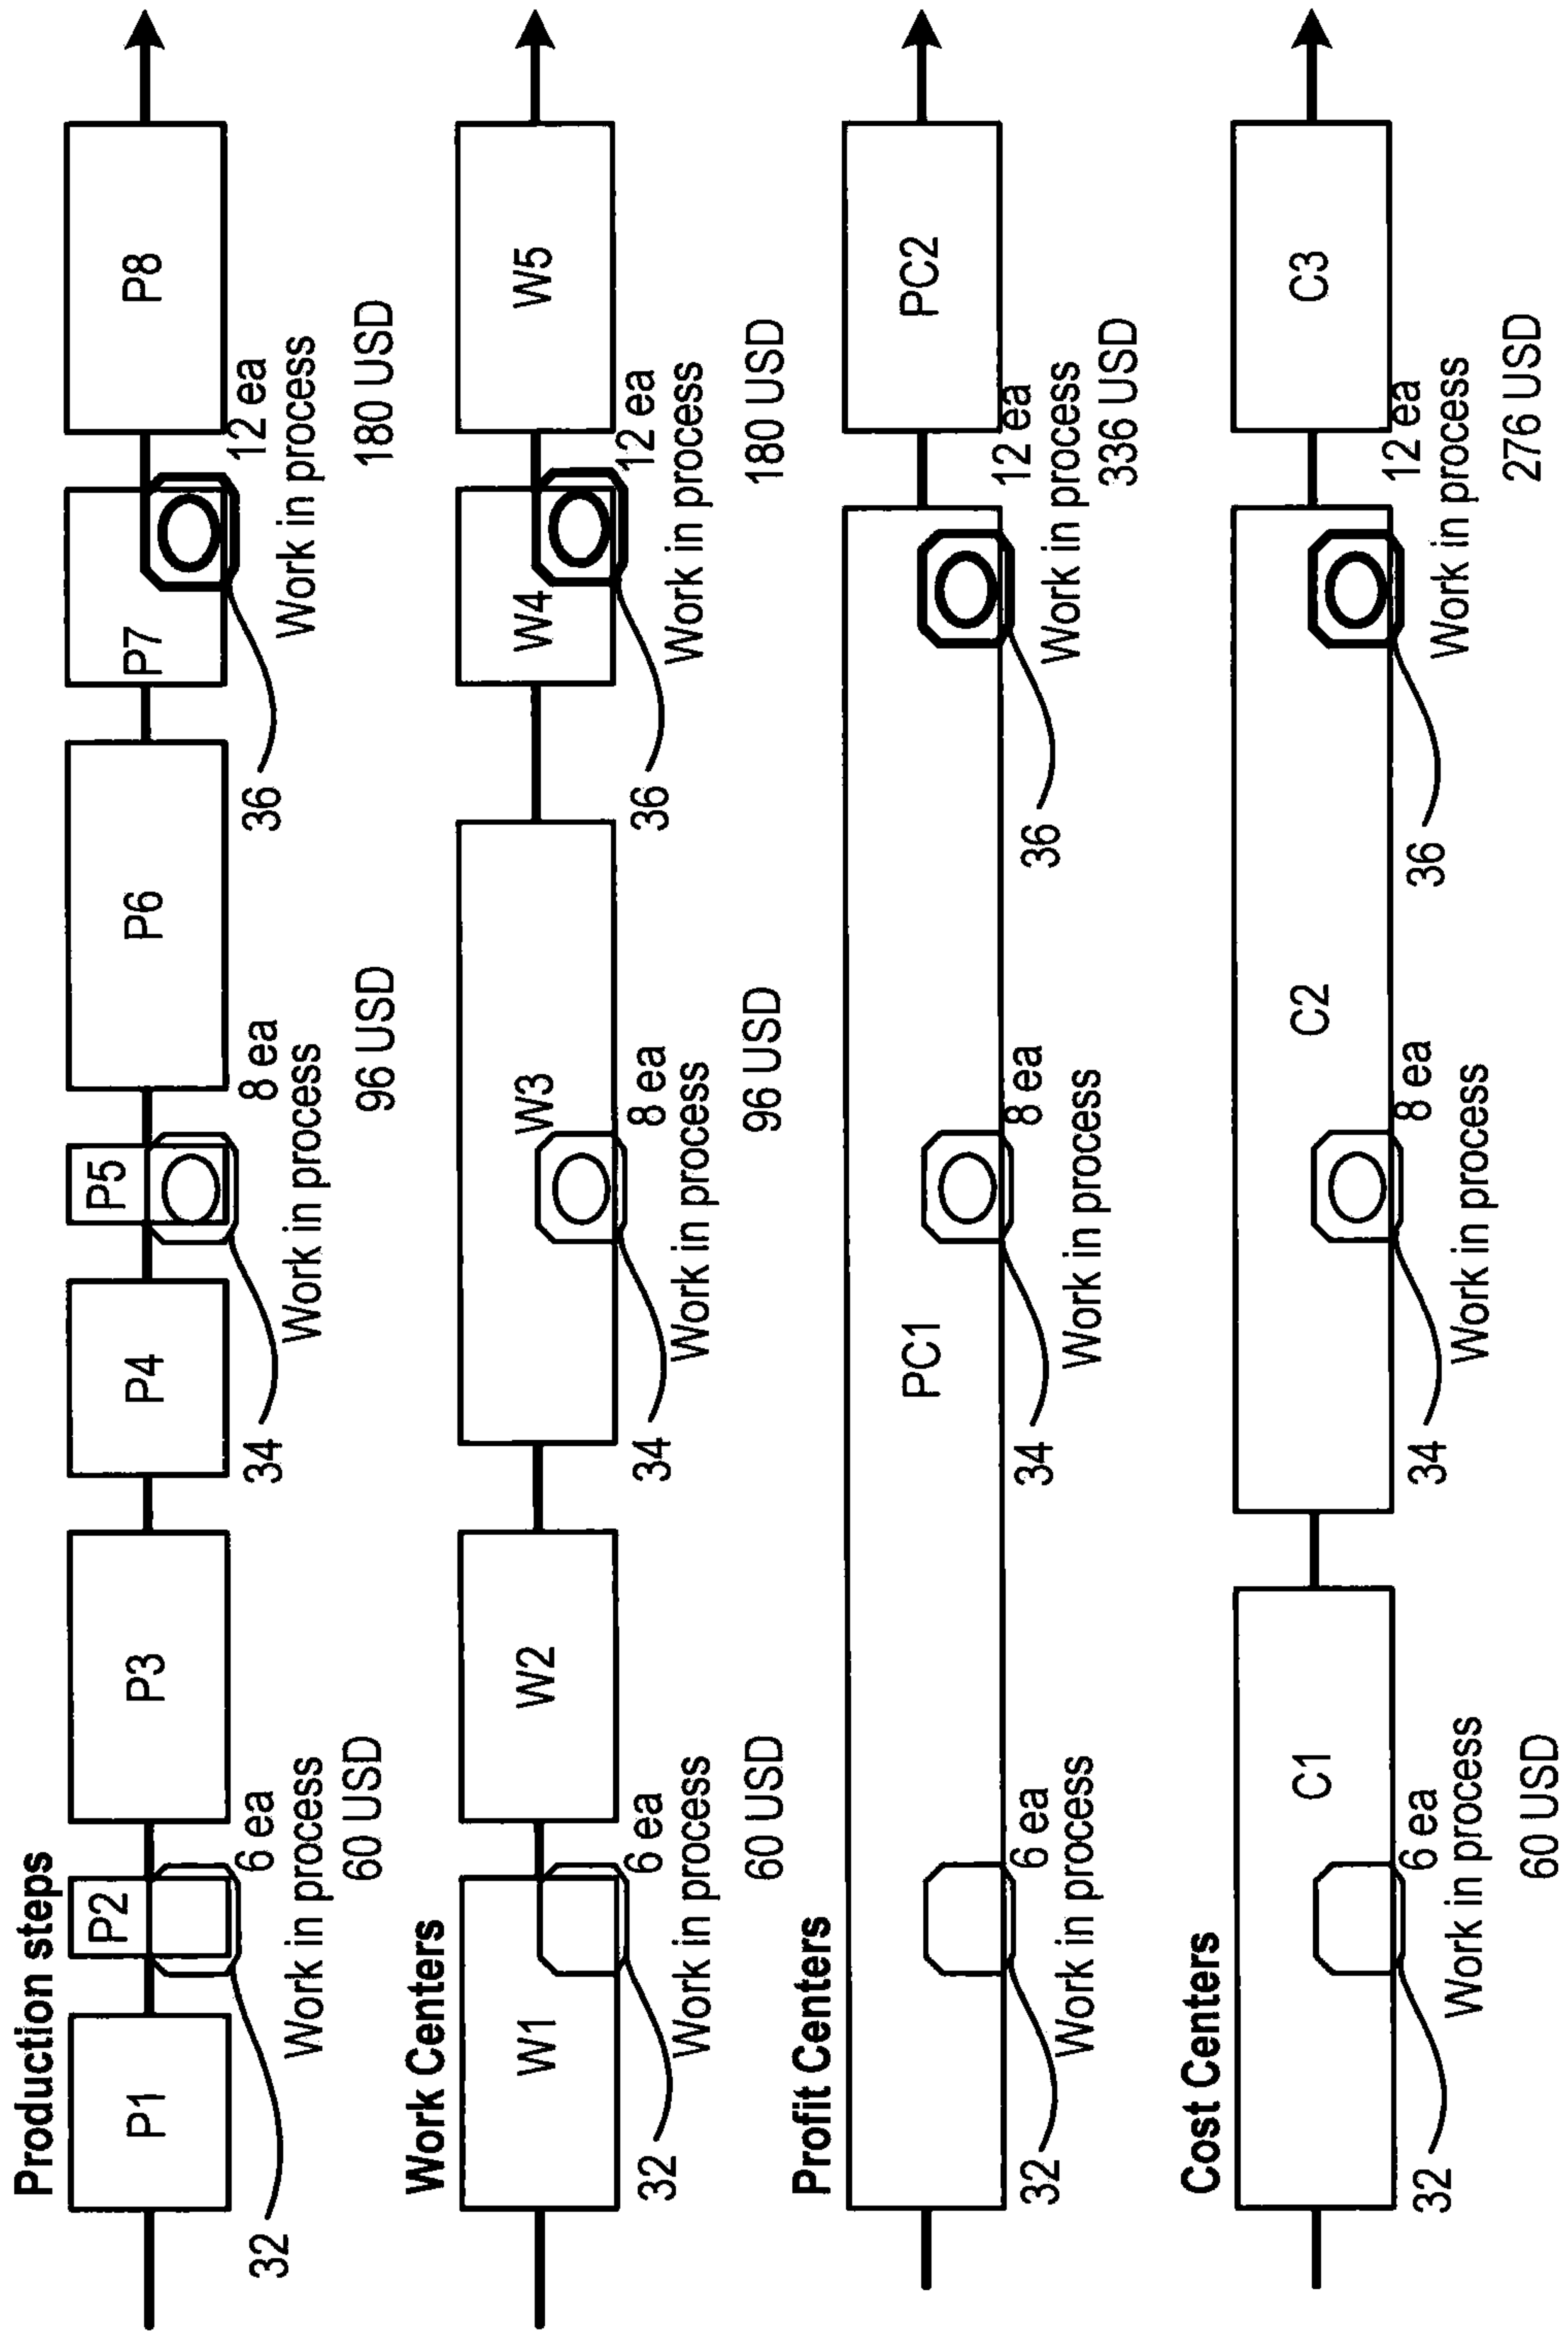 Production steps
P1
P2
P3
P4
P5
P6
P7
P8
32
6 ea
Work in process
60 USD
34
8 ea
Work in process
96 USD
36
12 ea
Work in process
180 USD
Work Centers
W1
W2
W3
W4
W5
32
6 ea
Work in process
60 USD
34
8 ea
Work in process
96 USD
36
12 ea
Work in process
180 USD
Profit Centers
PC1
PC2
32
6 ea
Work in process
34
8 ea
Work in process
36
12 ea
Work in process
336 USD
Cost Centers
C1
C2
C3
32
6 ea
Work in process
60 USD
34
8 ea
Work in process
36
12 ea
Work in process
276 USD